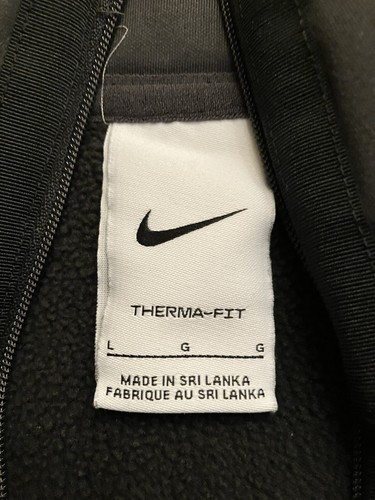 THERMA-FIT
L G G
MADE IN SRI LANKA
FABRIQUE AU SRI LANKA